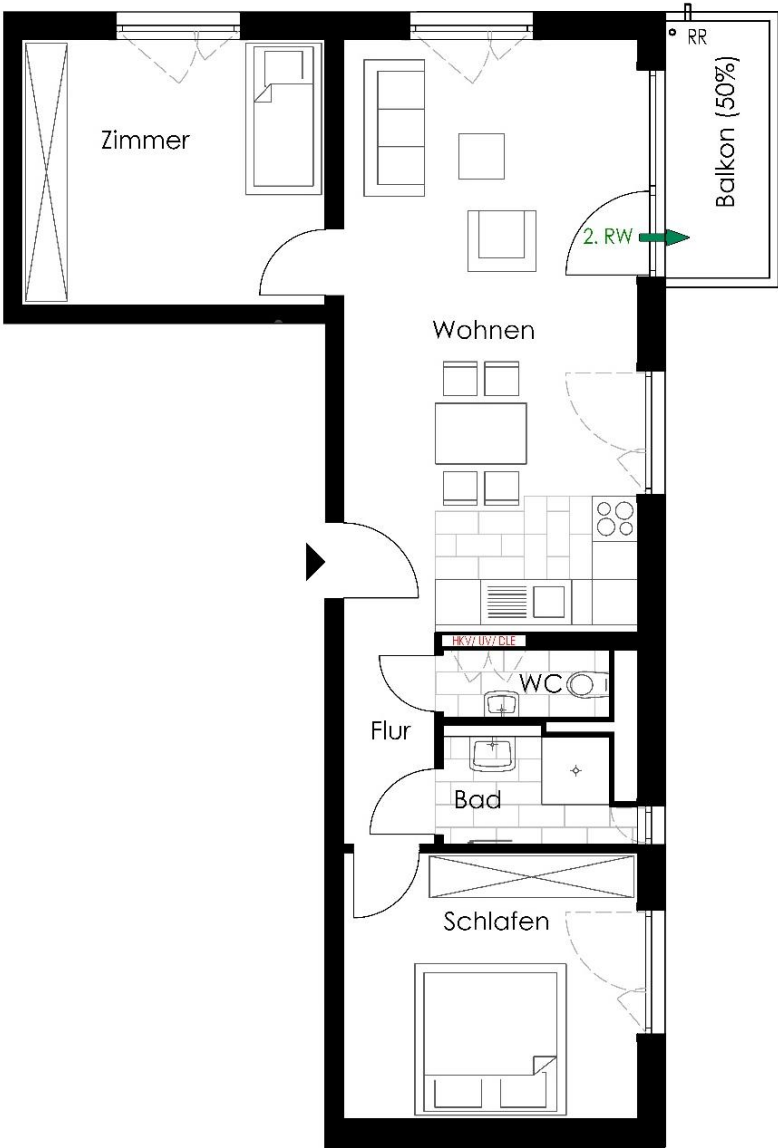 RR
Balkon (50%)
Zimmer
2. RW
Wohnen
HKV/ UV/ DLE
WC
Flur
Bad
Schlafen